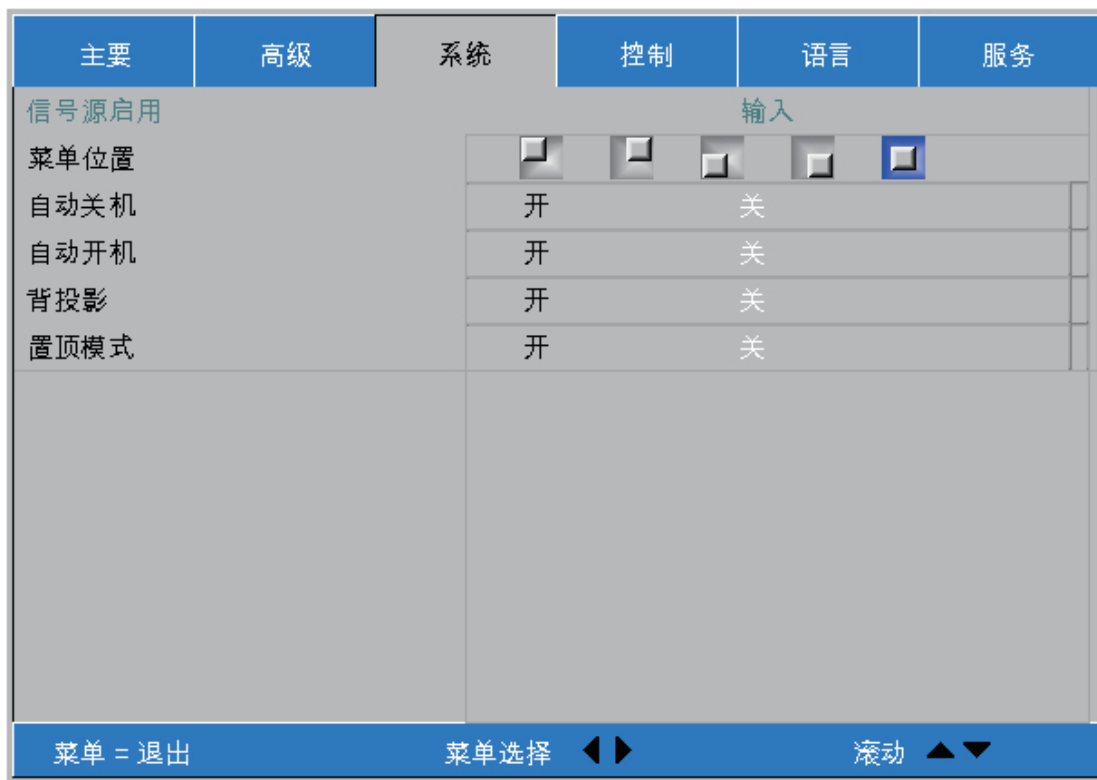 主要 高级 系统 控制 语言 服务
信号源启用 输入
菜单位置
自动关机 开 关
自动开机 开 关
背投影 开 关
置顶模式 开 关
菜单 = 退出 菜单选择 滚动